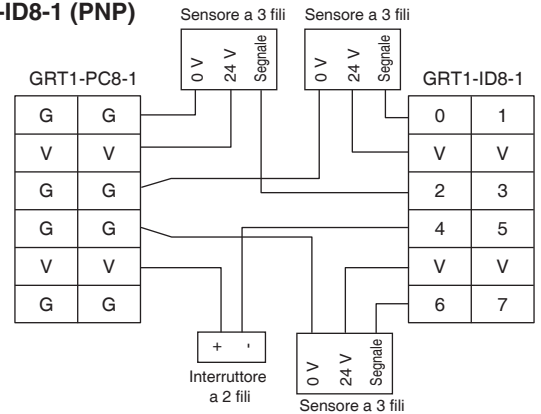 -ID8-1 (PNP)
Sensore a 3 fili Sensore a 3 fili
0 V 24 V Segnale 0 V 24 V Segnale
GRT1-PC8-1 GRT1-ID8-1
G G 0 1
V V V V
G G 2 3
G G 4 5
V V V V
G G 6 7
+ -
Interruttore
a 2 fili
0 V 24 V Segnale
Sensore a 3 fili